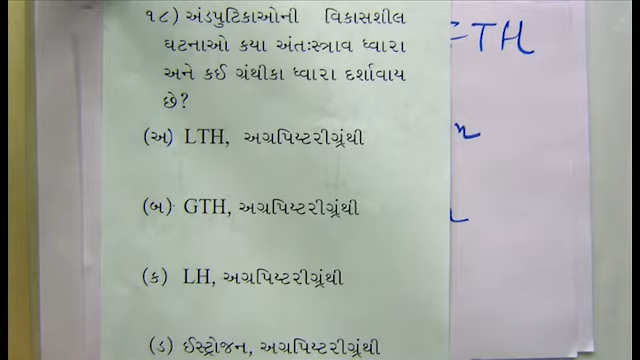 ૧૮) અંડપુટિકાઓની વિકાસશીલ
ઘટનાઓ કયા અંતઃસ્ત્રાવ ધ્વારા
અને કઈ ગ્રંથીકા ધ્વારા દર્શાવાય
છે?
(અ) LTH, અગ્રપિય્ટરીગ્રંથી
(બ) GTH, અગ્રપિય્ટરીગ્રંથી
(ક) LH, અગ્રપિય્ટરીગ્રંથી
(ડ) ઈસ્ટ્રોજન, અગ્રપિય્ટરીગ્રંથી